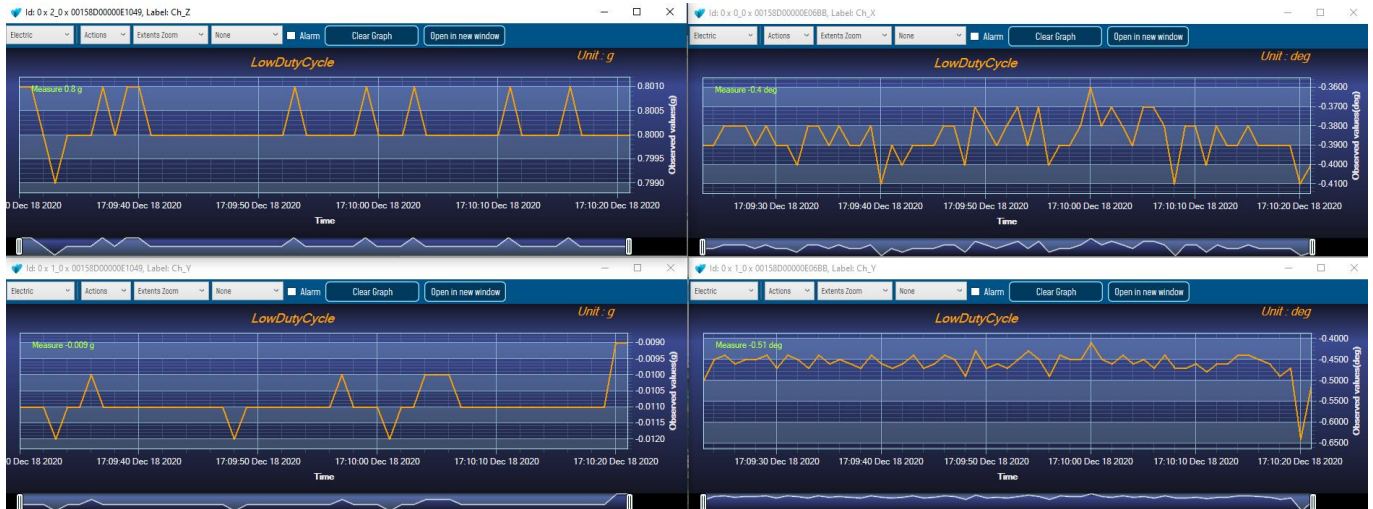 Id: 0 x 2_0 x 00158D00000E1049, Label: Ch_Z
Electric Actions Extents Zoom None Alarm Clear Graph Open in new window
LowDutyCycle
Unit : g
Measure 0.8 g
0.8010
0.8005
0.8000
0.7995
0.7990
Observed values(g)
0 Dec 18 2020 17:09:40 Dec 18 2020 17:09:50 Dec 18 2020 17:10:00 Dec 18 2020 17:10:10 Dec 18 2020 17:10:20 Dec 18 2020
Time
Id: 0 x 0_0 x 00158D00000E06BB, Label: Ch_X
Electric Actions Extents Zoom None Alarm Clear Graph Open in new window
LowDutyCycle
Unit : deg
Measure -0.4 deg
-0.3600
-0.3700
-0.3800
-0.3900
-0.4000
-0.4100
Observed values(deg)
17:09:30 Dec 18 2020 17:09:40 Dec 18 2020 17:09:50 Dec 18 2020 17:10:00 Dec 18 2020 17:10:10 Dec 18 2020 17:10:20 Dec 18 2020
Time
Id: 0 x 1_0 x 00158D00000E1049, Label: Ch_Y
Electric Actions Extents Zoom None Alarm Clear Graph Open in new window
LowDutyCycle
Unit : g
Measure -0.009 g
-0.0090
-0.0095
-0.0100
-0.0105
-0.0110
-0.0115
-0.0120
Observed values(g)
0 Dec 18 2020 17:09:40 Dec 18 2020 17:09:50 Dec 18 2020 17:10:00 Dec 18 2020 17:10:10 Dec 18 2020 17:10:20 Dec 18 2020
Time
Id: 0 x 1_0 x 00158D00000E06BB, Label: Ch_Y
Electric Actions Extents Zoom None Alarm Clear Graph Open in new window
LowDutyCycle
Unit : deg
Measure -0.51 deg
-0.4000
-0.4500
-0.5000
-0.5500
-0.6000
-0.6500
Observed values(deg)
17:09:30 Dec 18 2020 17:09:40 Dec 18 2020 17:09:50 Dec 18 2020 17:10:00 Dec 18 2020 17:10:10 Dec 18 2020 17:10:20 Dec 18 2020
Time